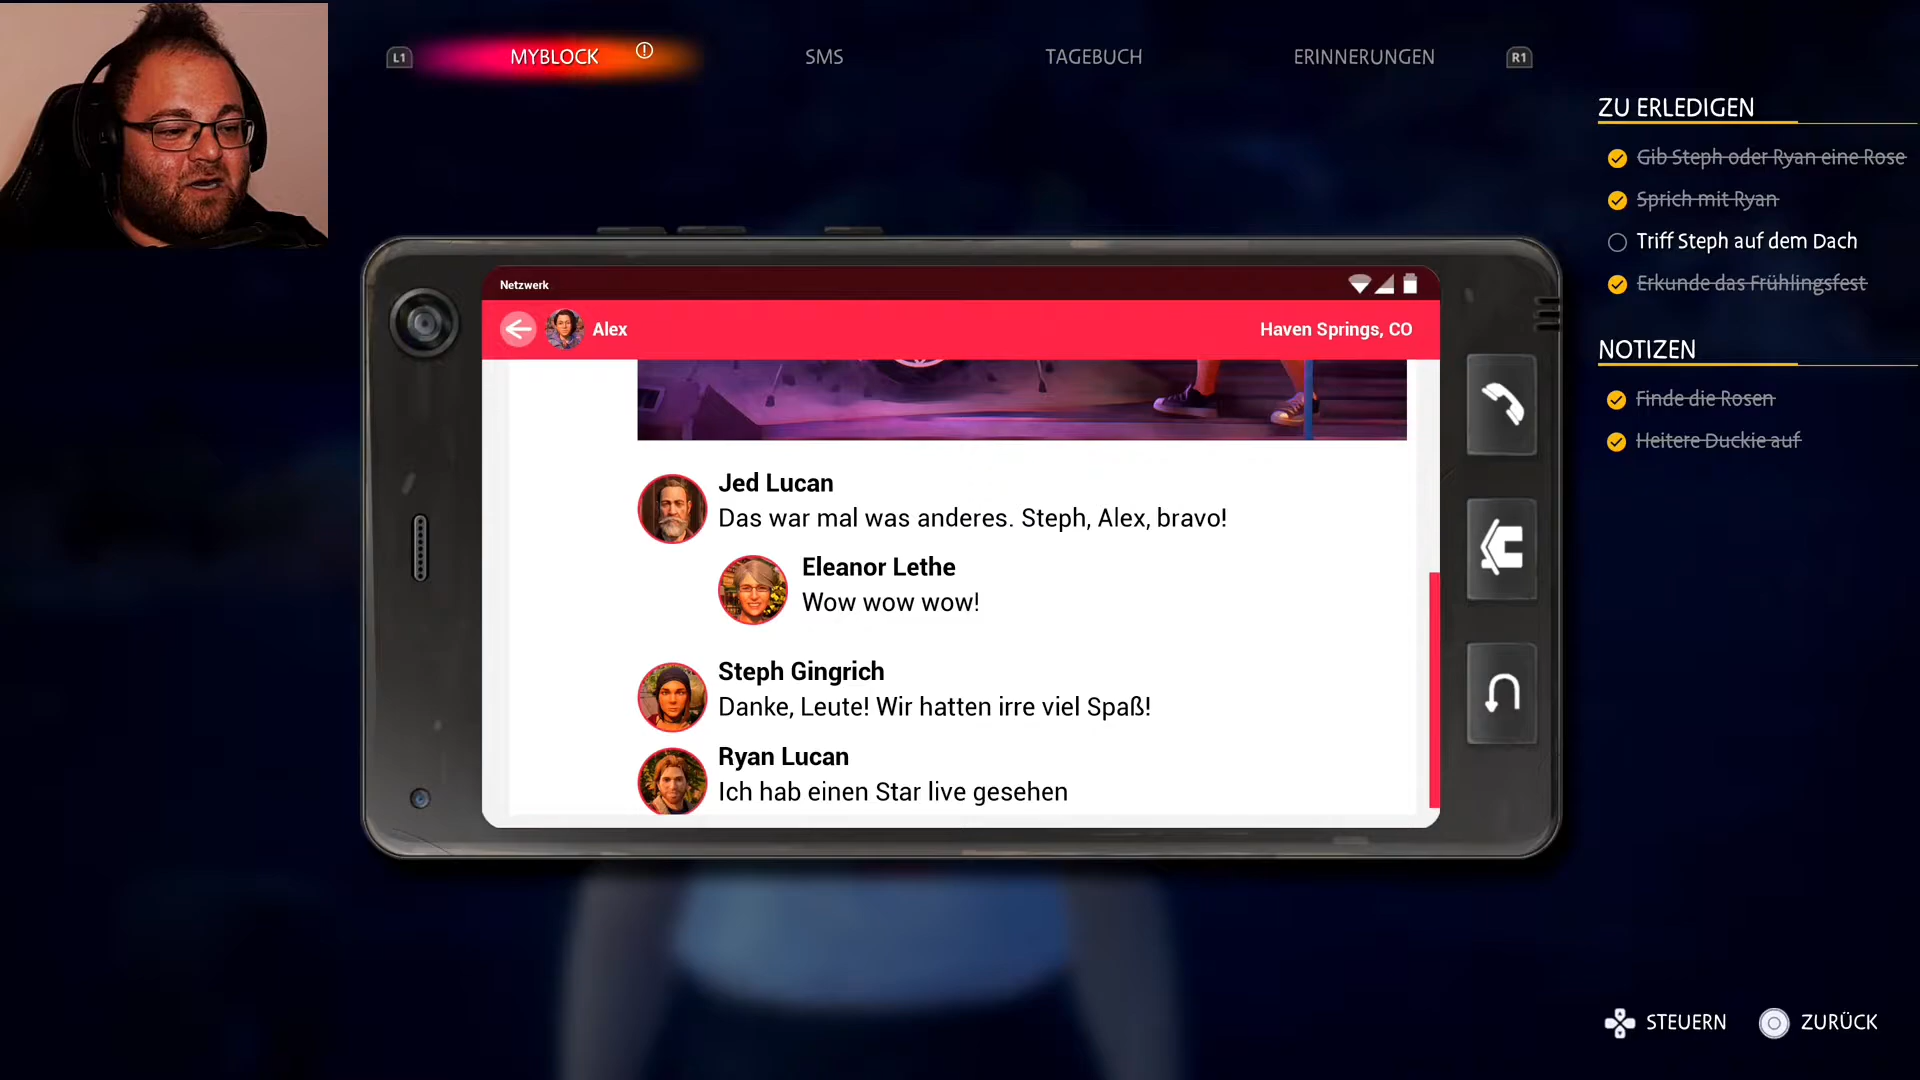 L1
MYBLOCK
SMS
TAGEBUCH
ERINNERUNGEN
R1
ZU ERLEDIGEN
Gib Steph oder Ryan eine Rose
Sprich mit Ryan
Triff Steph auf dem Dach
Erkunde das Frühlingsfest
NOTIZEN
Finde die Rosen
Heitere Duckie auf
Netzwerk
Alex
Haven Springs, CO
Jed Lucan
Das war mal was anderes. Steph, Alex, bravo!
Eleanor Lethe
Wow wow wow!
Steph Gingrich
Danke, Leute! Wir hatten irre viel Spaß!
Ryan Lucan
Ich hab einen Star live gesehen
STEUERN
ZURÜCK